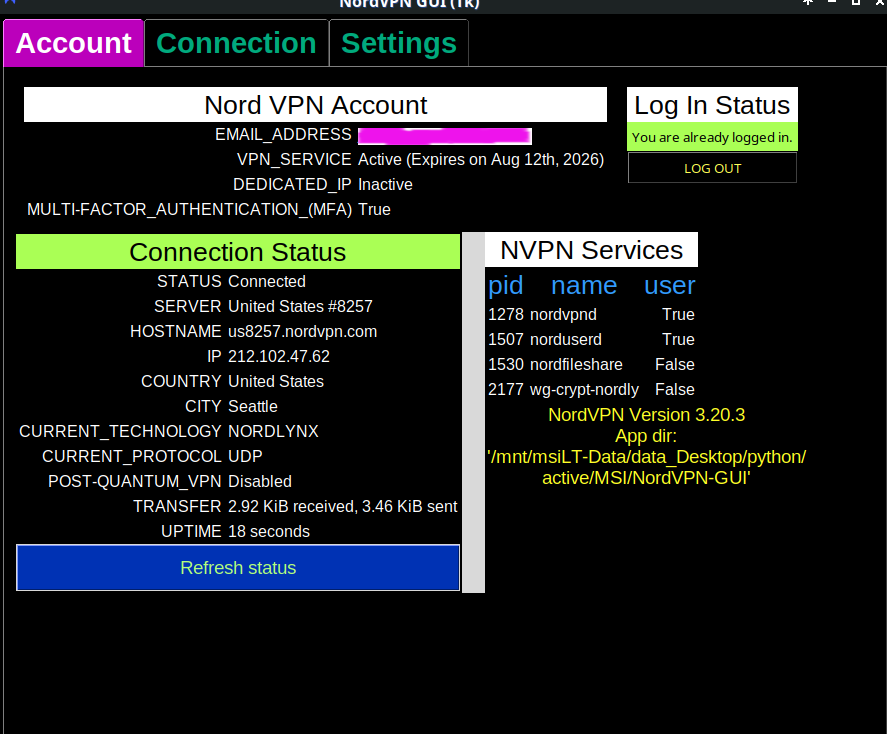 NordVPN GUI (Tk)
Account Connection Settings
Nord VPN Account
EMAIL_ADDRESS
VPN_SERVICE Active (Expires on Aug 12th, 2026)
DEDICATED_IP Inactive
MULTI-FACTOR_AUTHENTICATION_(MFA) True
Log In Status
You are already logged in.
LOG OUT
Connection Status
STATUS Connected
SERVER United States #8257
HOSTNAME us8257.nordvpn.com
IP 212.102.47.62
COUNTRY United States
CITY Seattle
CURRENT_TECHNOLOGY NORDLYNX
CURRENT_PROTOCOL UDP
POST-QUANTUM_VPN Disabled
TRANSFER 2.92 KiB received, 3.46 KiB sent
UPTIME 18 seconds
Refresh status
NVPN Services
pid name user
1278 nordvpnd True
1507 norduserd True
1530 nordfileshare False
2177 wg-crypt-nordly False
NordVPN Version 3.20.3
App dir:
'/mnt/msiLT-Data/data_Desktop/python/
active/MSI/NordVPN-GUI'